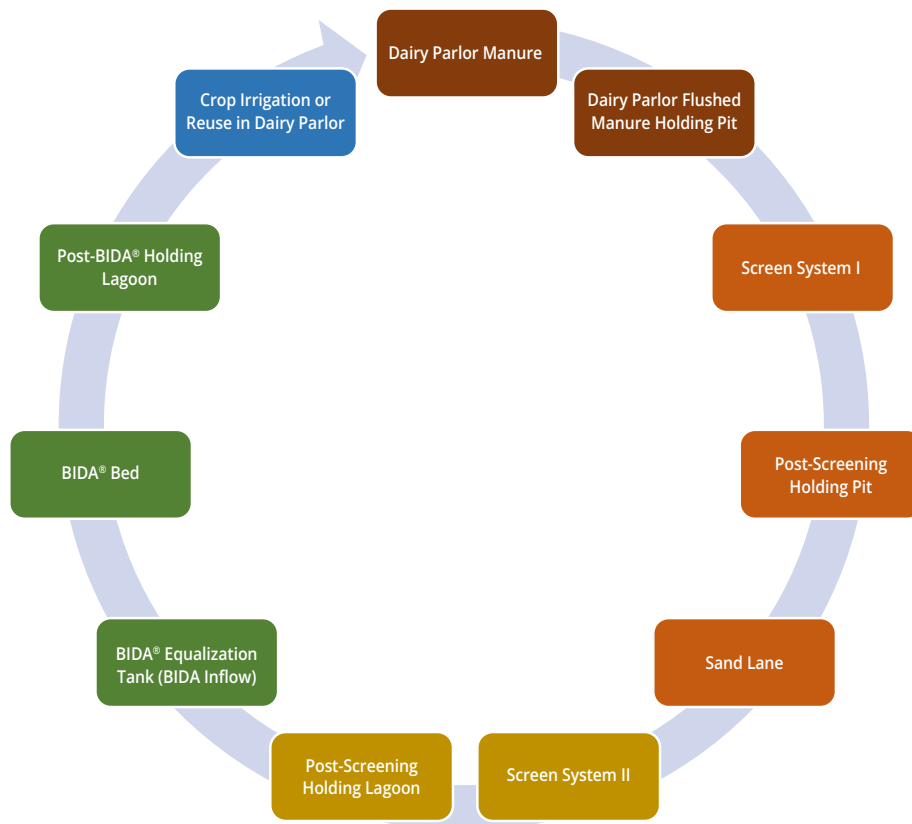 Dairy Parlor Manure
Dairy Parlor Flushed
Manure Holding Pit
Screen System I
Post-Screening
Holding Pit
Sand Lane
Screen System II
Post-Screening
Holding Lagoon
BIDA® Equalization
Tank (BIDA Inflow)
BIDA® Bed
Post-BIDA® Holding
Lagoon
Crop Irrigation or
Reuse in Dairy Parlor